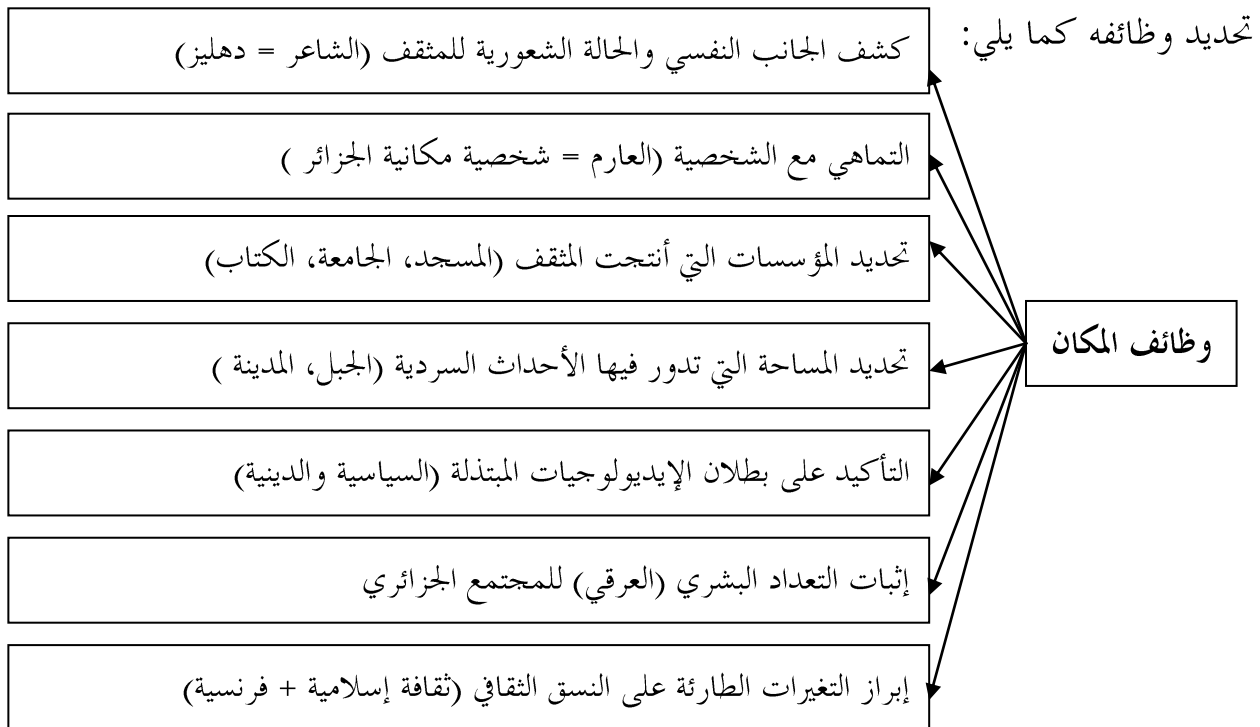 تحديد وظائفه كما يلي:
كشف الجانب النفسي والحالة الشعورية للمثقف (الشاعر = دهليز)
التماهي مع الشخصية (العارم = شخصية مكانية الجزائر )
تحديد المؤسسات التي أنتجت المثقف (المسجد، الجامعة، الكتاب)
وظائف المكان
تحديد المساحة التي تدور فيها الأحداث السردية (الجبل، المدينة )
التأكيد على بطلان الإيديولوجيات المبتذلة (السياسية والدينية)
إثبات التعداد البشري (العرقي) للمجتمع الجزائري
إبراز التغيرات الطارئة على النسق الثقافي (ثقافة إسلامية + فرنسية)